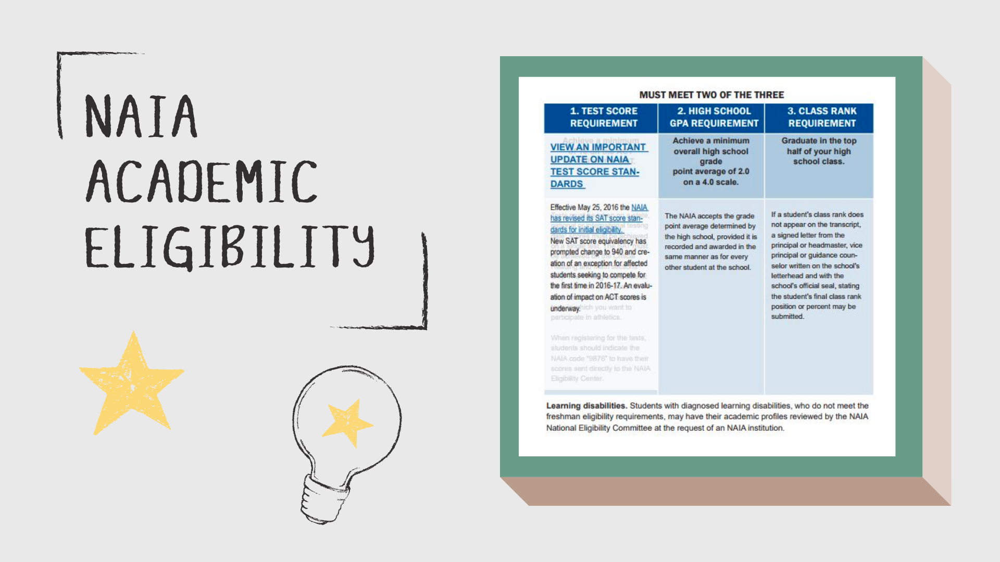 NAIA
ACADEMIC
ELIGIBILITY
MUST MEET TWO OF THE THREE
1. TEST SCORE
REQUIREMENT
2. HIGH SCHOOL
GPA REQUIREMENT
3. CLASS RANK
REQUIREMENT
Achieve a minimum
VIEW AN IMPORTANT
UPDATE ON NAIA
TEST SCORE STAN-
DARDS
Achieve a minimum
overall high school
grade
point average of 2.0
on a 4.0 scale.
Graduate in the top
half of your high
school class.
Effective May 25, 2016 the NAIA
has revised its SAT score stan-
dards for initial eligibility.
New SAT score equivalency has
prompted change to 940 and cre-
ation of an exception for affected
students seeking to compete for
the first time in 2016-17. An evalu-
ation of impact on ACT scores is
underway.
which you want to
participate in athletics.
When registering for the tests,
students should indicate the
NAIA code "9876" to have their
scores sent directly to the NAIA
Eligibility Center.
The NAIA accepts the grade
point average determined by
the high school, provided it is
recorded and awarded in the
same manner as for every
other student at the school.
If a student's class rank does
not appear on the transcript,
a signed letter from the
principal or headmaster, vice
principal or guidance coun-
selor written on the school's
letterhead and with the
school's official seal, stating
the student's final class rank
position or percent may be
submitted.
Learning disabilities. Students with diagnosed learning disabilities, who do not meet the
freshman eligibility requirements, may have their academic profiles reviewed by the NAIA
National Eligibility Committee at the request of an NAIA institution.